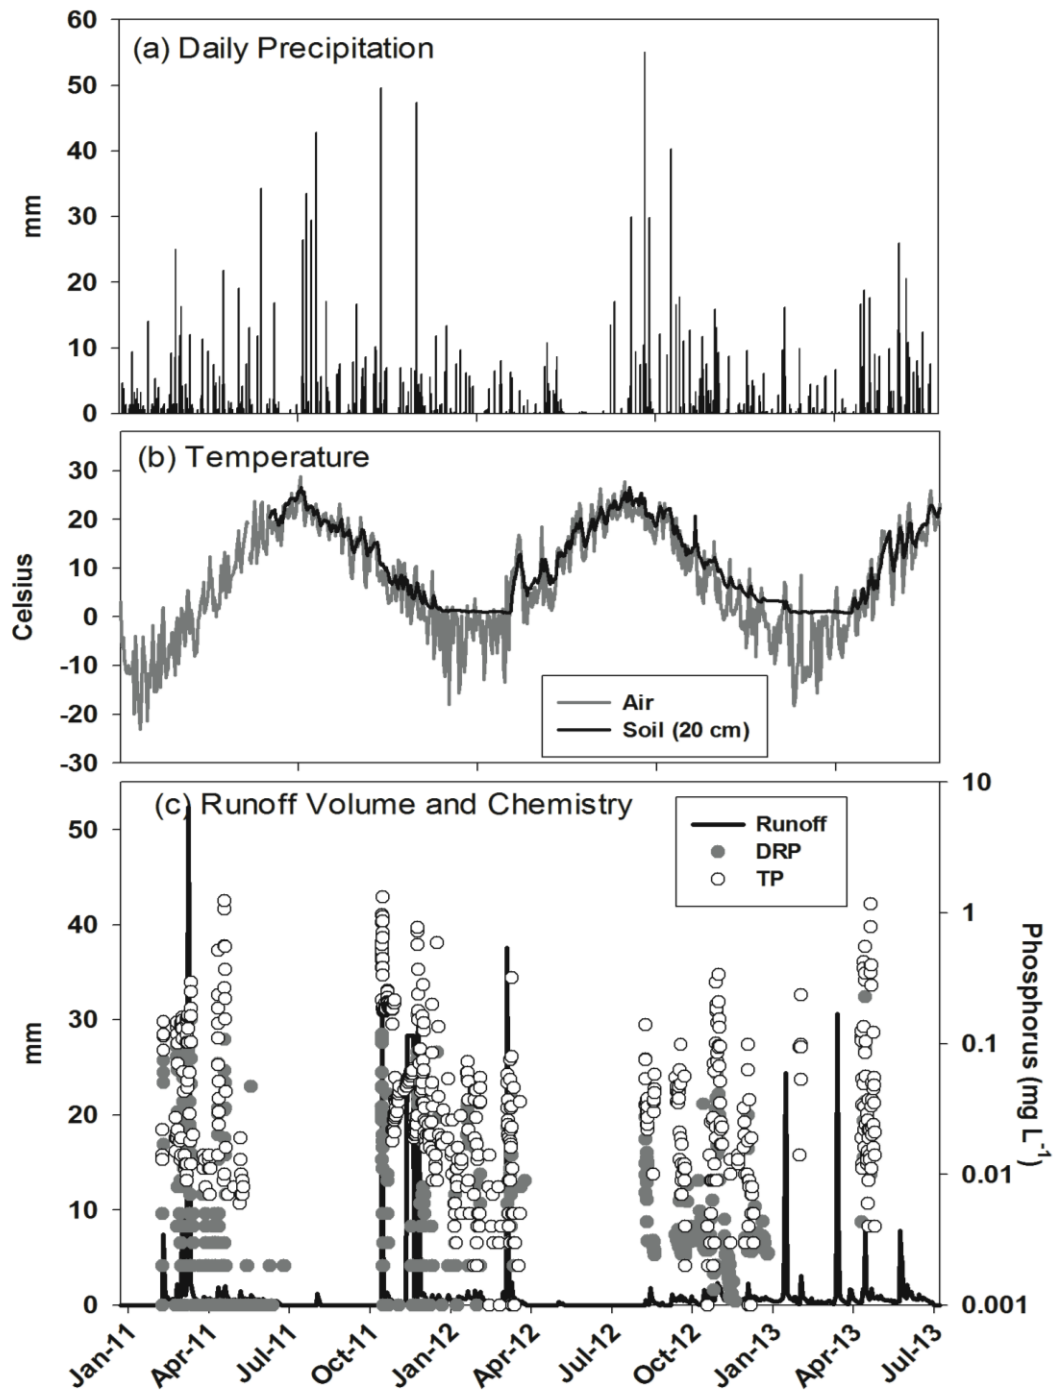 (a) Daily Precipitation
60
50
40
30
20
10
0
mm
(b) Temperature
30
20
10
0
-10
-20
-30
Celsius
Air
Soil (20 cm)
(c) Runoff Volume and Chemistry
50
40
30
20
10
0
mm
Runoff
DRP
TP
10
1
0.1
0.01
0.001
Phosphorus (mg L⁻¹)
Jan-11
Apr-11
Jul-11
Oct-11
Jan-12
Apr-12
Jul-12
Oct-12
Jan-13
Apr-13
Jul-13